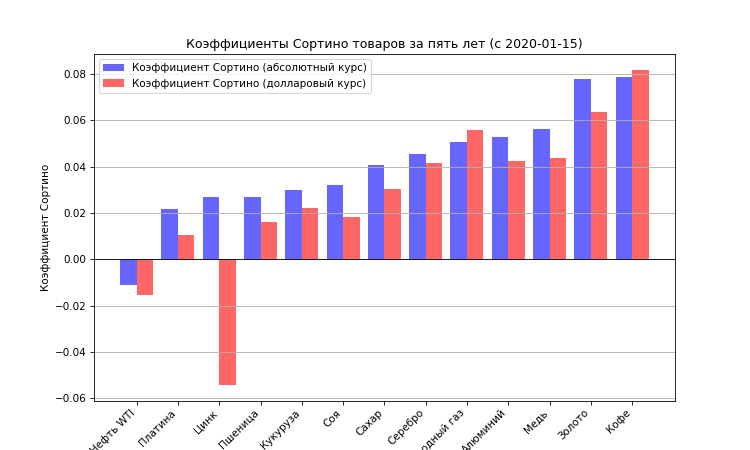 Коэффициенты Сортино товаров за пять лет (с 2020-01-15)
Коэффициент Сортино (абсолютный курс)
Коэффициент Сортино (долларовый курс)
Коэффициент Сортино
0.08
0.06
0.04
0.02
0.00
−0.02
−0.04
−0.06
Нефть WTI
Платина
Цинк
Пшеница
Кукуруза
Соя
Сахар
Серебро
одный газ
Алюминий
Медь
Золото
Кофе